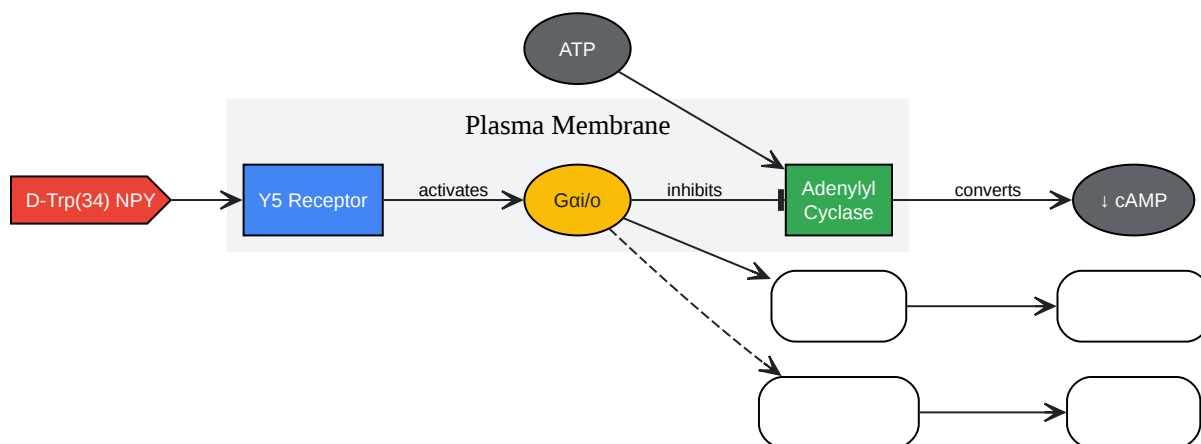 ATP
Plasma Membrane
D-Trp(34) NPY
Y5 Receptor
activates
Gαi/o
inhibits
Adenylyl
Cyclase
converts
↓ cAMP